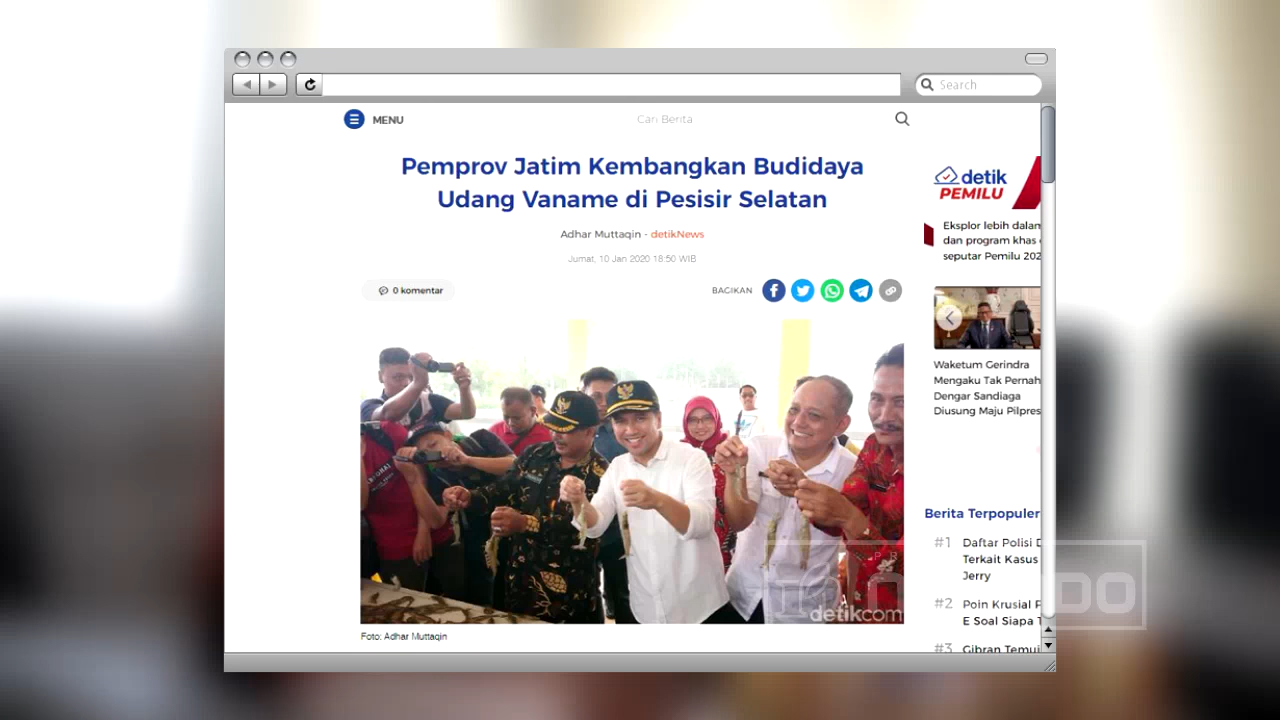 Search
MENU
Cari Berita
Pemprov Jatim Kembangkan Budidaya
Udang Vaname di Pesisir Selatan
Adhar Muttaqin - detikNews
Jumat, 10 Jan 2020 18:50 WIB
0 komentar
BAGIKAN
detikcom
Foto: Adhar Muttaqin
detik
PEMILU
Eksplor lebih dalam
dan program khas
seputar Pemilu 202
Waketum Gerindra
Mengaku Tak Pernah
Dengar Sandiaga
Diusung Maju Pilpres
Berita Terpopuler
#1 Daftar Polisi D
Terkait Kasus
Jerry
#2 Poin Krusial P
E Soal Siapa T
#3 Gibran Temui